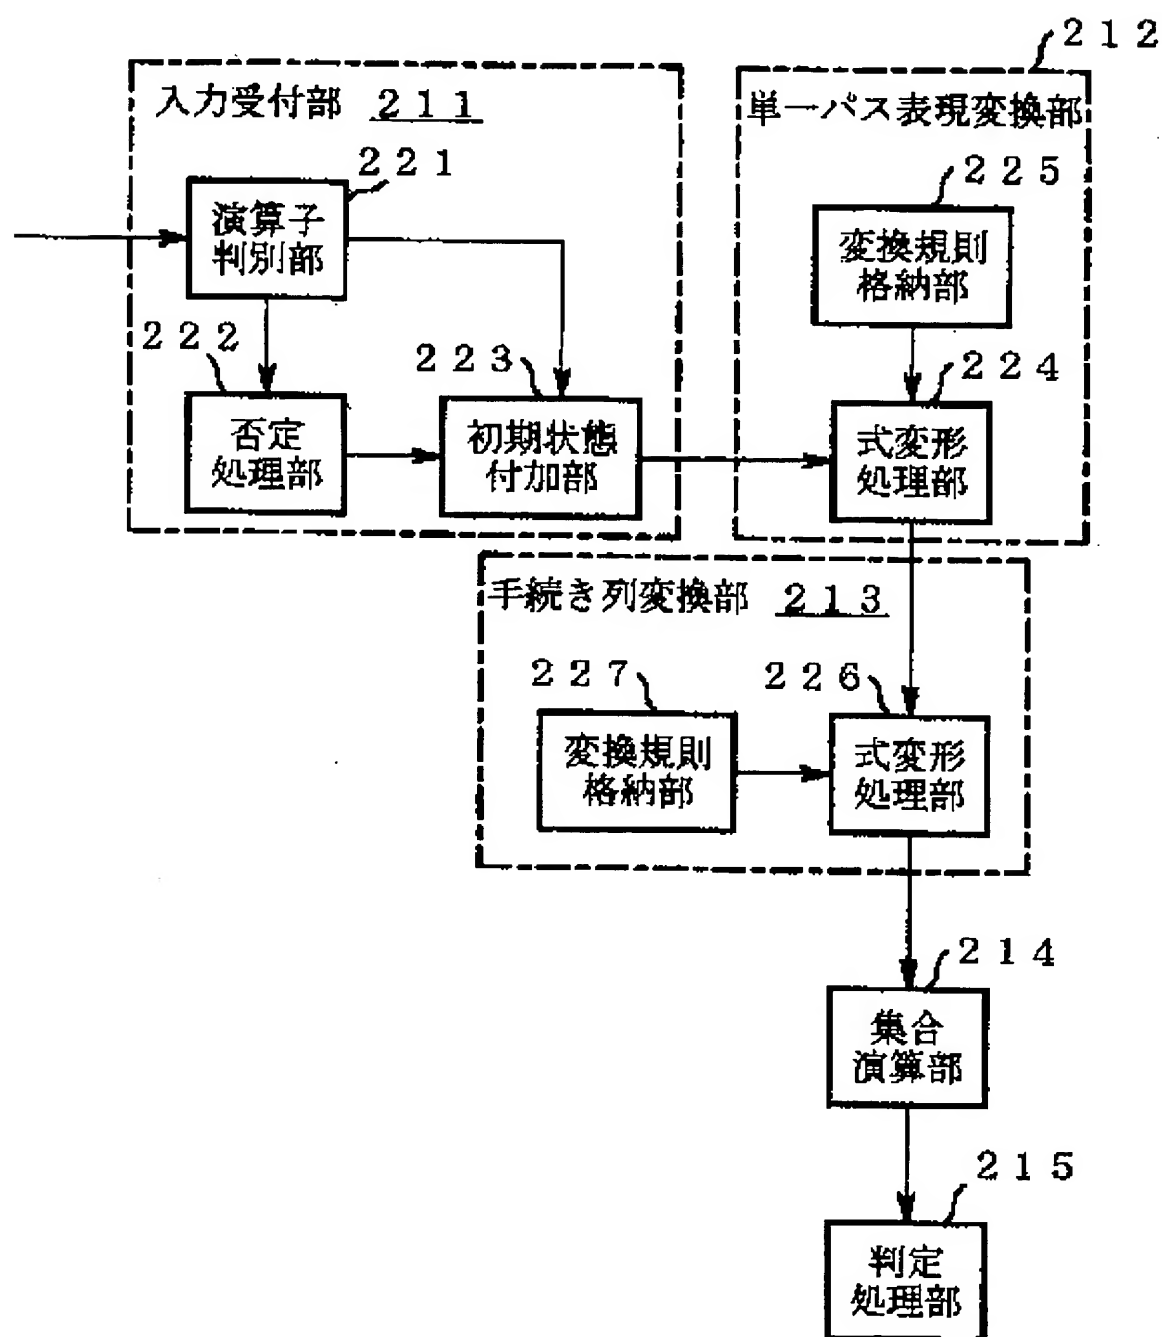 ２１２
入力受付部 ２１１
単一パス表現変換部
２２１
演算子
判別部
２２５
変換規則
格納部
２２２
否定
処理部
２２３
初期状態
付加部
２２４
式変形
処理部
手続き列変換部 ２１３
２２７
変換規則
格納部
２２６
式変形
処理部
２１４
集合
演算部
２１５
判定
処理部